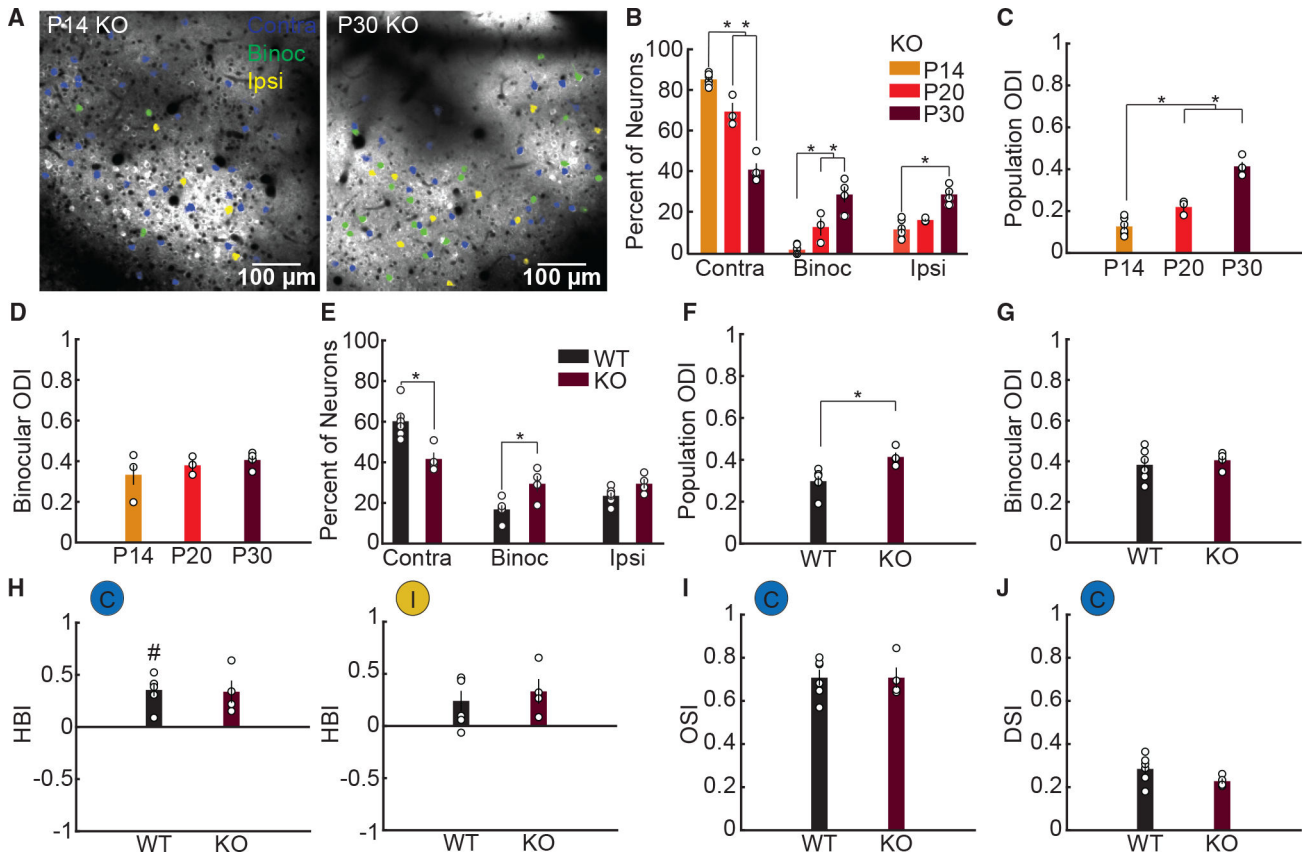 A
P14 KO
Contra
Binoc
Ipsi
100 µm
P30 KO
100 µm
B
Percent of Neurons
100
80
60
40
20
0
* *
* *
*
KO
P14
P20
P30
Contra Binoc Ipsi
C
Population ODI
1
0.8
0.6
0.4
0.2
0
* *
P14 P20 P30
D
Binocular ODI
1
0.8
0.6
0.4
0.2
0
P14 P20 P30
E
Percent of Neurons
100
80
60
40
20
0
*
*
WT
KO
Contra Binoc Ipsi
F
Population ODI
1
0.8
0.6
0.4
0.2
0
*
WT KO
G
Binocular ODI
1
0.8
0.6
0.4
0.2
0
WT KO
H
C
HBI
1
0.5
0
-0.5
-1
#
WT KO
I
HBI
1
0.5
0
-0.5
-1
WT KO
I
C
OSI
1
0.8
0.6
0.4
0.2
0
WT KO
J
C
DSI
1
0.8
0.6
0.4
0.2
0
WT KO